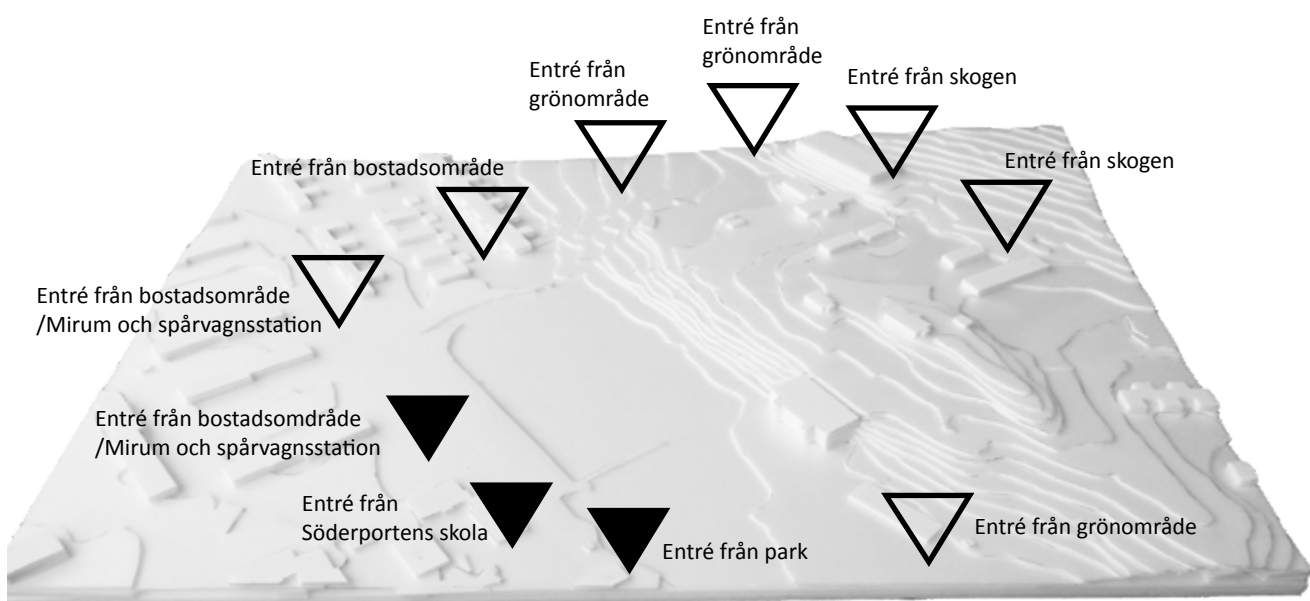 Entré från
grönområde
Entré från
grönområde
Entré från skogen
Entré från skogen
Entré från bostadsområde
Entré från bostadsområde
/Mirum och spårvagnsstation
Entré från bostadsomdråde
/Mirum och spårvagnsstation
Entré från
Söderportens skola
Entré från park
Entré från grönområde